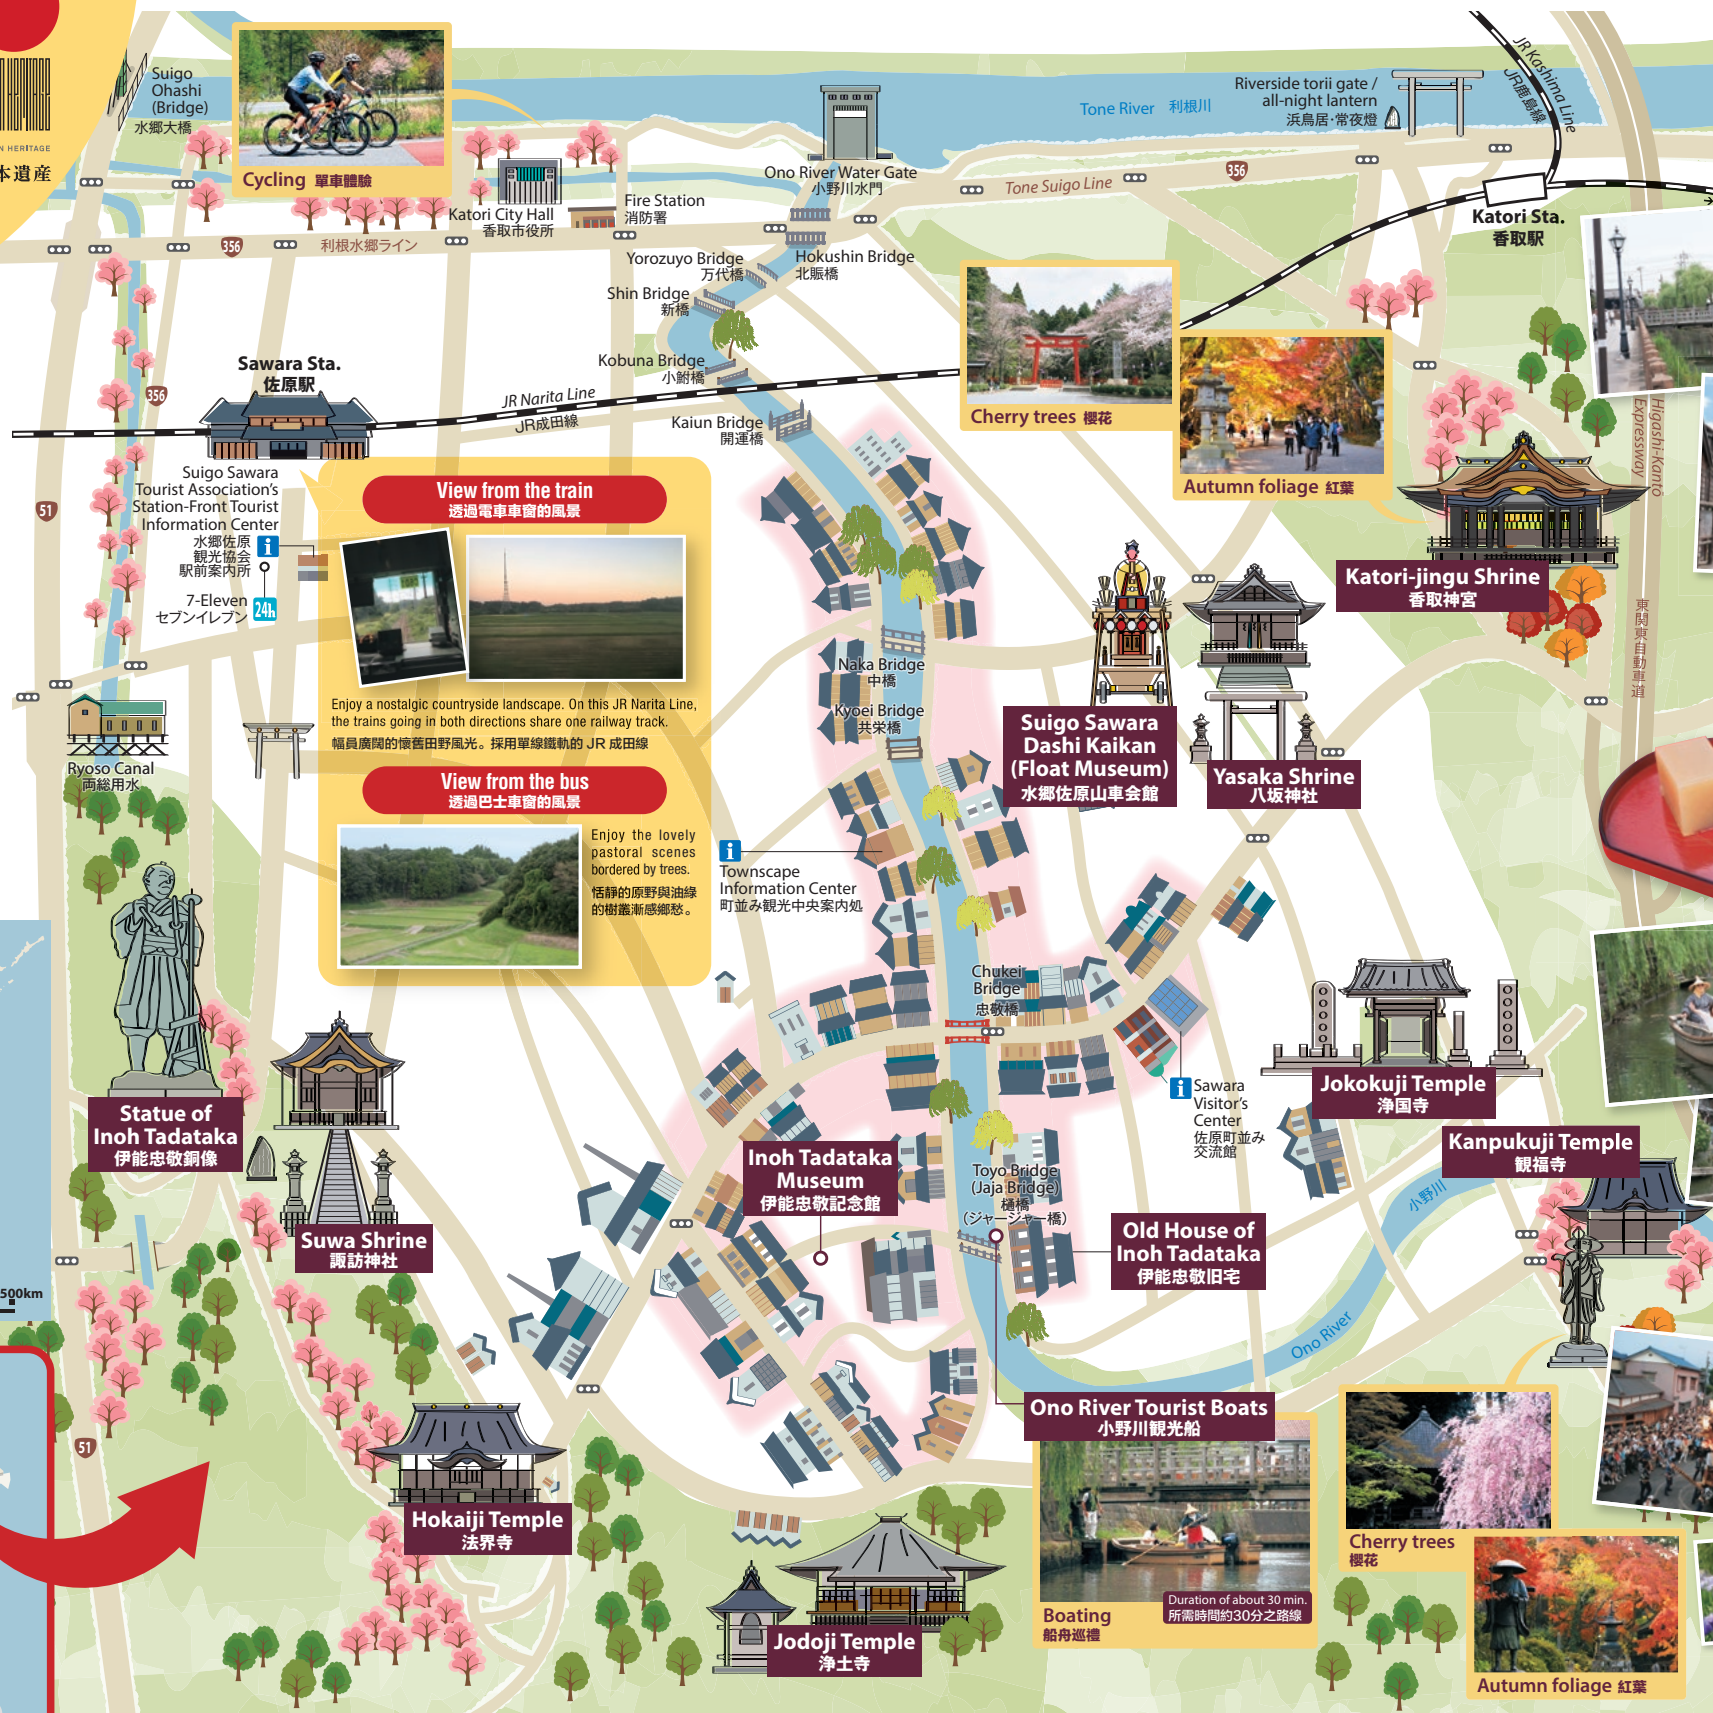 N HERITAGE
本遺産
Suigo
Ohashi
(Bridge)
水郷大橋
Cycling 單車體驗
Katori City Hall
香取市役所
Fire Station
消防署
Ono River Water Gate
小野川水門
Tone River 利根川
Riverside torii gate /
all-night lantern
浜鳥居・常夜燈
JR Kashima Line
JR鹿島線
Tone Suigo Line
356
Katori Sta.
香取駅
356
利根水郷ライン
Yorozuyo Bridge
万代橋
Hokushin Bridge
北賑橋
Shin Bridge
新橋
Kobuna Bridge
小鮒橋
Kaiun Bridge
開運橋
Sawara Sta.
佐原駅
356
JR Narita Line
JR成田線
Cherry trees 櫻花
Autumn foliage 紅葉
Higashi-Kantō
Expressway
東関東自動車道
Katori-jingu Shrine
香取神宮
51
Suigo Sawara
Tourist Association's
Station-Front Tourist
Information Center
水郷佐原
観光協会
駅前案内所
i
7-Eleven
セブンイレブン
24h
View from the train
透過電車車窗的風景
Enjoy a nostalgic countryside landscape. On this JR Narita Line,
the trains going in both directions share one railway track.
幅員廣闊的懷舊田野風光。採用單線鐵軌的 JR 成田線
View from the bus
透過巴士車窗的風景
Enjoy the lovely
pastoral scenes
bordered by trees.
恬靜的原野與油綠
的樹叢漸感鄉愁。
Ryoso Canal
両総用水
Naka Bridge
中橋
Kyoei Bridge
共栄橋
Suigo Sawara
Dashi Kaikan
(Float Museum)
水郷佐原山車会館
Yasaka Shrine
八坂神社
i
Townscape
Information Center
町並み観光中央案内処
Chukei
Bridge
忠敬橋
i
Sawara
Visitor's
Center
佐原町並み
交流館
Jokokuji Temple
浄国寺
Kanpukuji Temple
観福寺
小野川
Statue of
Inoh Tadataka
伊能忠敬銅像
Suwa Shrine
諏訪神社
Inoh Tadataka
Museum
伊能忠敬記念館
Toyo Bridge
(Jaja Bridge)
樋橋
(ジャージャー橋)
Old House of
Inoh Tadataka
伊能忠敬旧宅
500km
Ono River
51
Ono River Tourist Boats
小野川観光船
Boating
船舟巡禮
Duration of about 30 min.
所需時間約30分之路線
Hokaiji Temple
法界寺
Jodoji Temple
浄土寺
Cherry trees
櫻花
Autumn foliage 紅葉